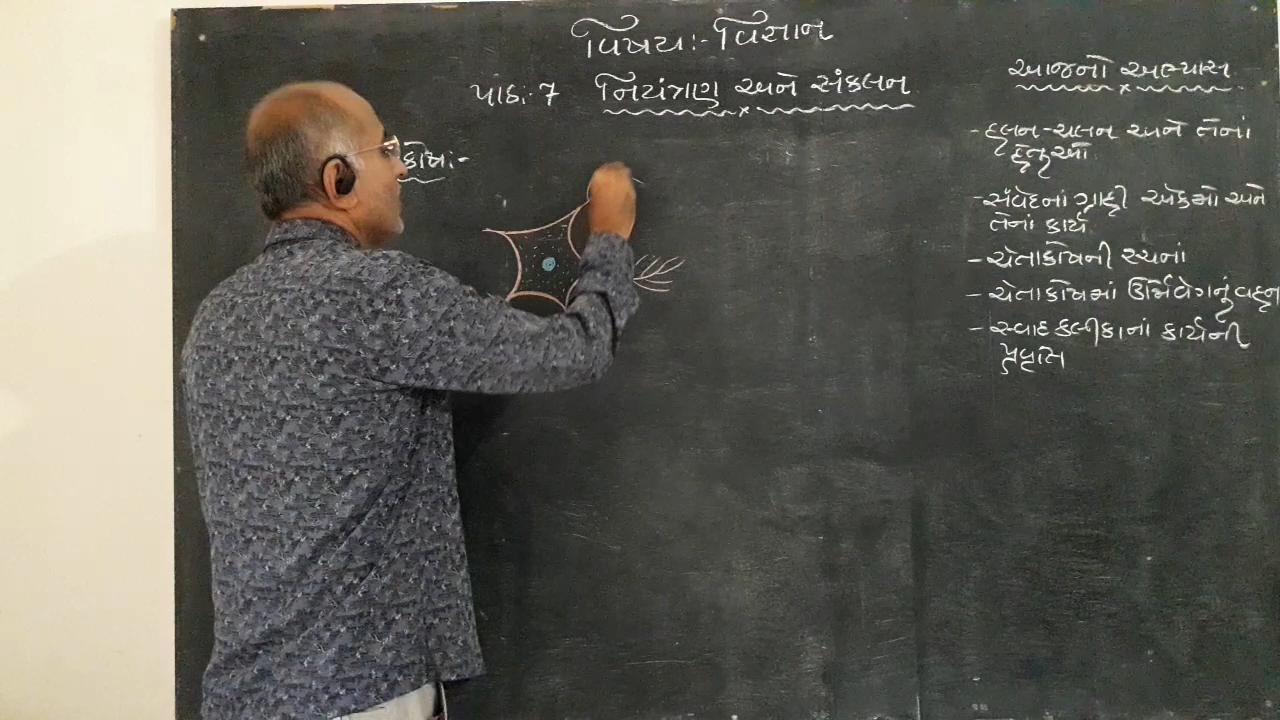 વિષય:- વિજ્ઞાન
પાઠ:-7 નિયંત્રણ અને સંકલન
કોષ:-
આજનો અભ્યાસ
- હલન-ચલન અને તેનાં
હેતુઓ
- સંવેદનાં ગ્રાહી એકમો અને
તેનાં કાર્ય
- ચેતાકોષની રચનાં
- ચેતાકોષમાં ઊર્મિવેગનું વહન
- સ્વાદ કલીકાનાં કાર્યની
પ્રવૃત્તિ